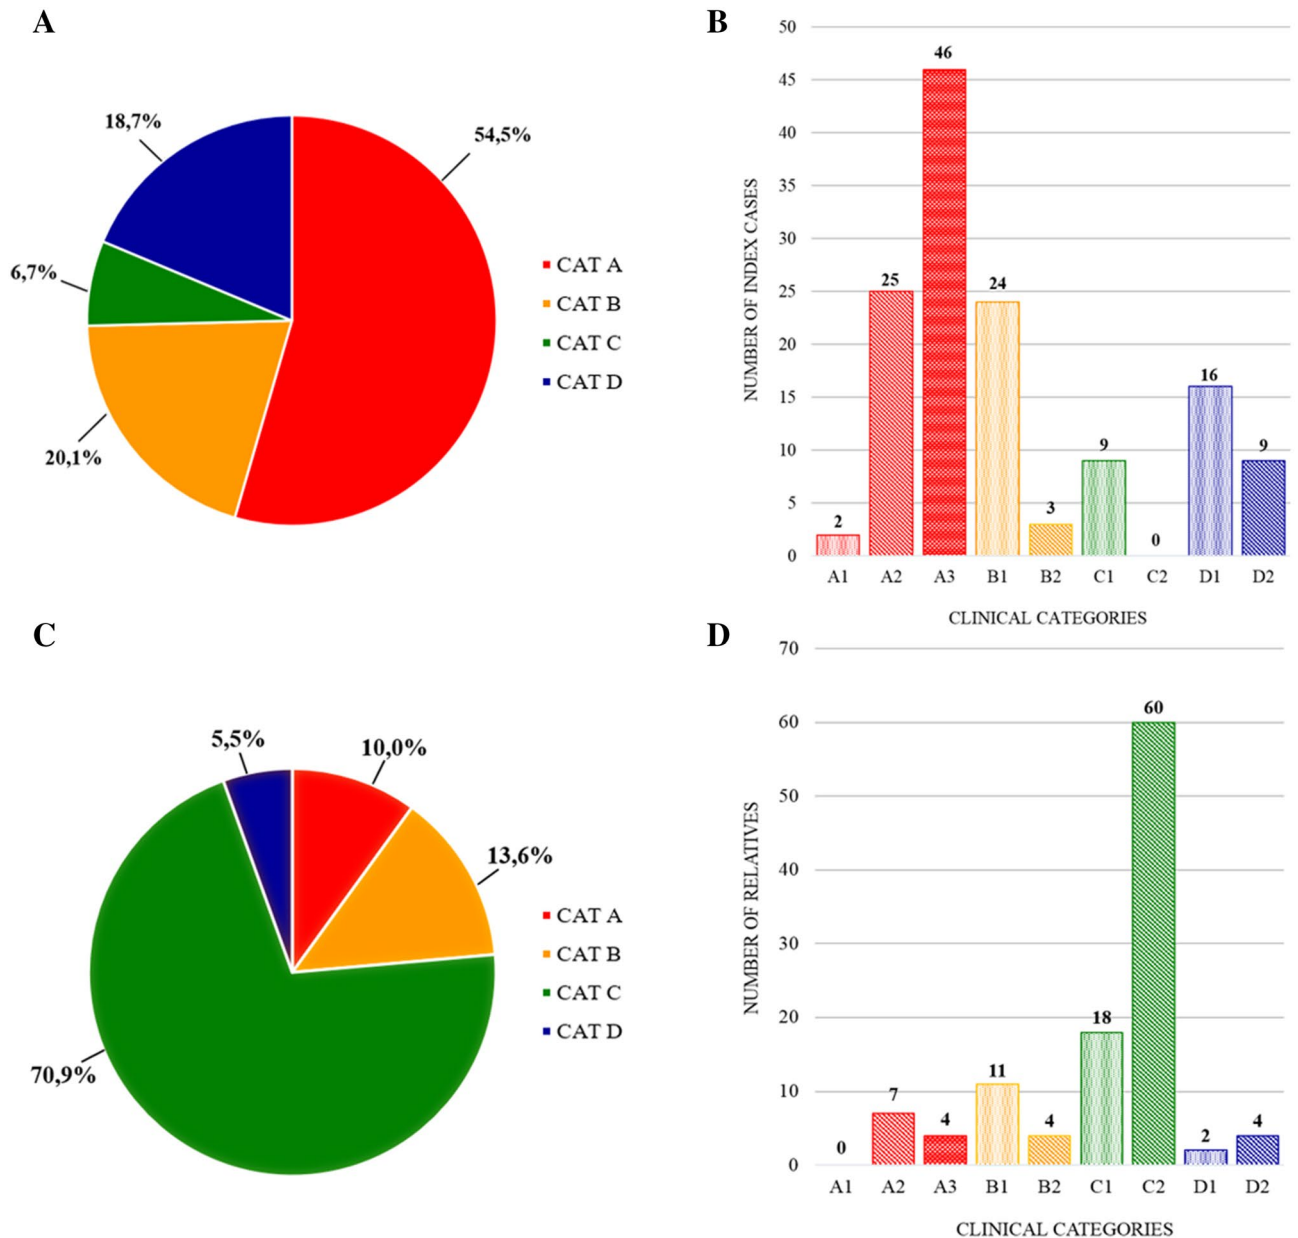 A
18,7%
54,5%
6,7%
20,1%
CAT A
CAT B
CAT C
CAT D
B
NUMBER OF INDEX CASES
50
45
40
35
30
25
20
15
10
5
0
2
25
46
24
3
9
0
16
9
A1 A2 A3 B1 B2 C1 C2 D1 D2
CLINICAL CATEGORIES
C
5,5%
10,0%
13,6%
70,9%
CAT A
CAT B
CAT C
CAT D
D
NUMBER OF RELATIVES
70
60
50
40
30
20
10
0
0
7
4
11
4
18
60
2
4
A1 A2 A3 B1 B2 C1 C2 D1 D2
CLINICAL CATEGORIES